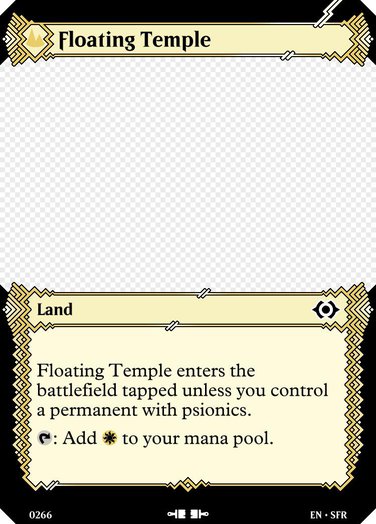 Floating Temple
Land
Floating Temple enters the
battlefield tapped unless you control
a permanent with psionics.
: Add to your mana pool.
0266
EN • SFR